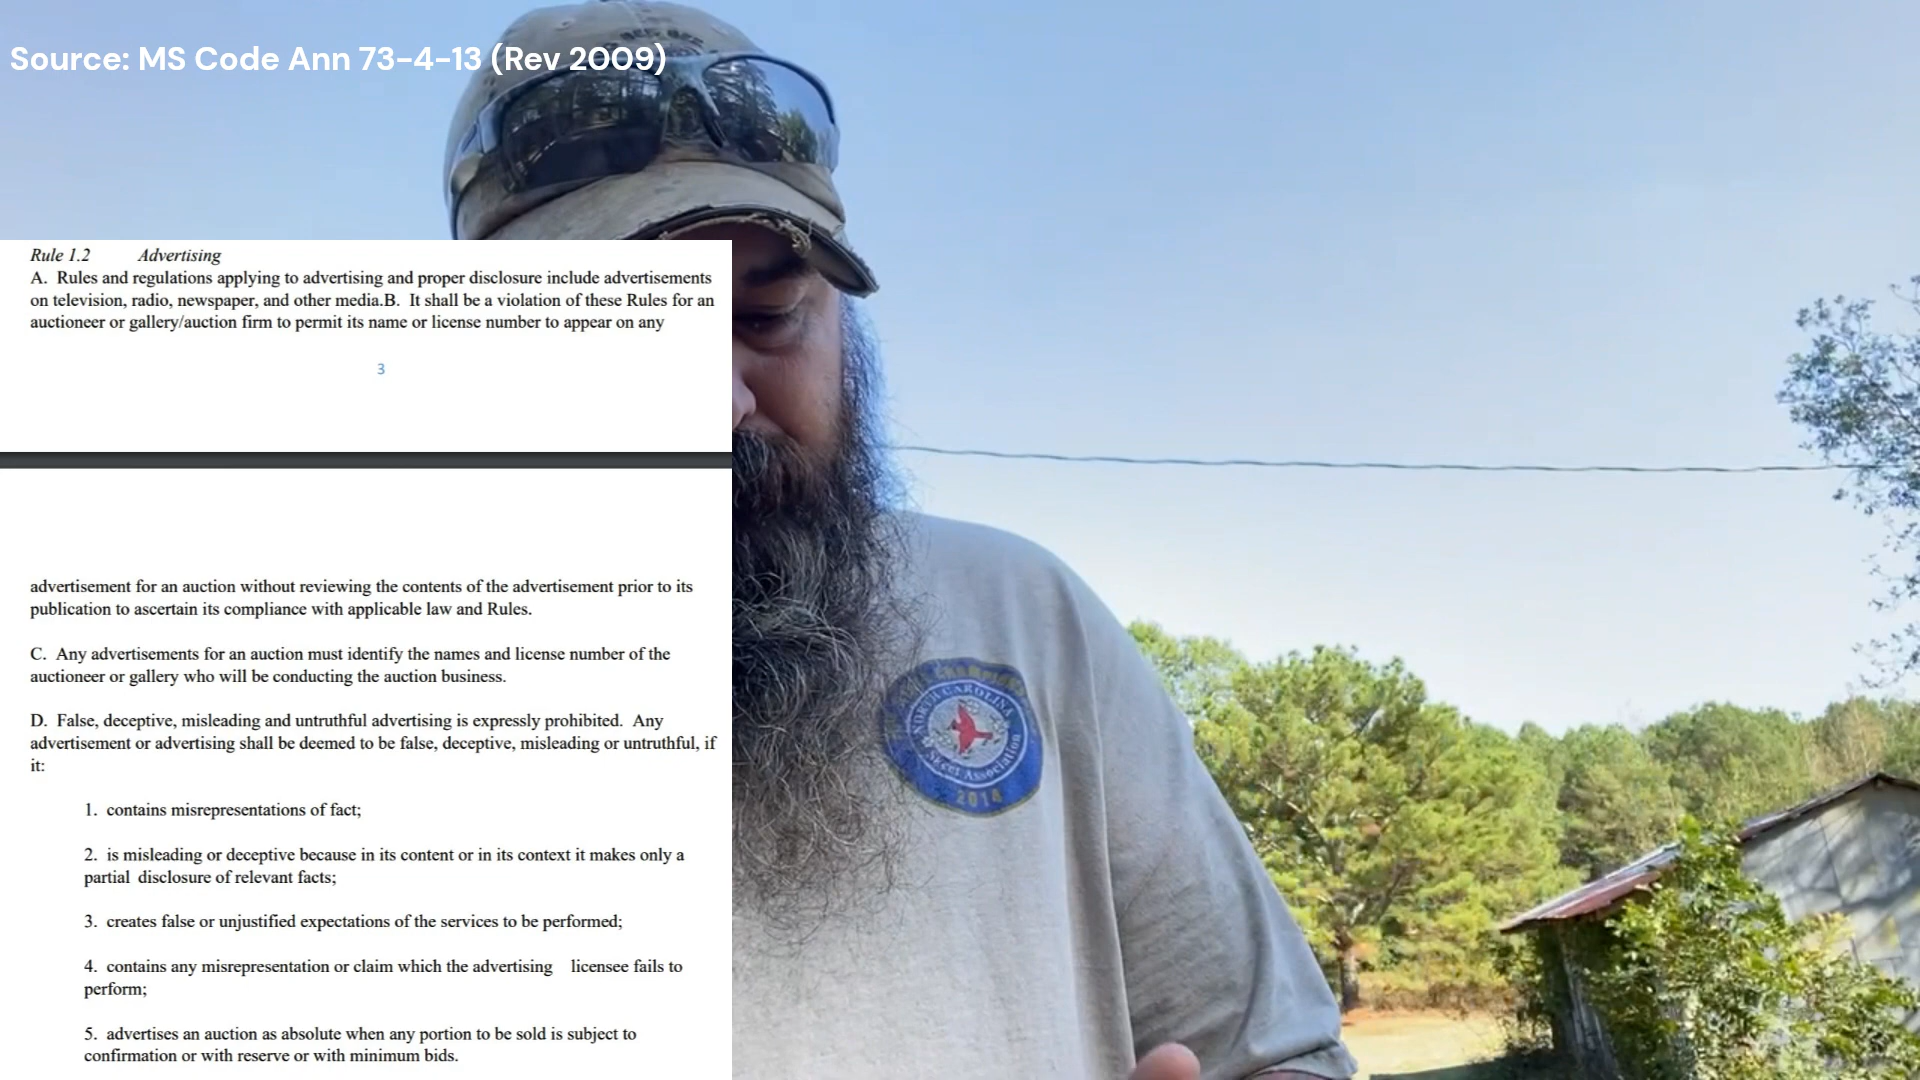 Source: MS Code Ann 73-4-13 (Rev 2009)
Rule 1.2 Advertising
A. Rules and regulations applying to advertising and proper disclosure include advertisements
on television, radio, newspaper, and other media.B. It shall be a violation of these Rules for an
auctioneer or gallery/auction firm to permit its name or license number to appear on any
3
advertisement for an auction without reviewing the contents of the advertisement prior to its
publication to ascertain its compliance with applicable law and Rules.
C. Any advertisements for an auction must identify the names and license number of the
auctioneer or gallery who will be conducting the auction business.
D. False, deceptive, misleading and untruthful advertising is expressly prohibited. Any
advertisement or advertising shall be deemed to be false, deceptive, misleading or untruthful, if
it:
1. contains misrepresentations of fact;
2. is misleading or deceptive because in its content or in its context it makes only a
partial disclosure of relevant facts;
3. creates false or unjustified expectations of the services to be performed;
4. contains any misrepresentation or claim which the advertising licensee fails to
perform;
5. advertises an auction as absolute when any portion to be sold is subject to
confirmation or with reserve or with minimum bids.
NORTH CAROLINA
Skeet Association
2014